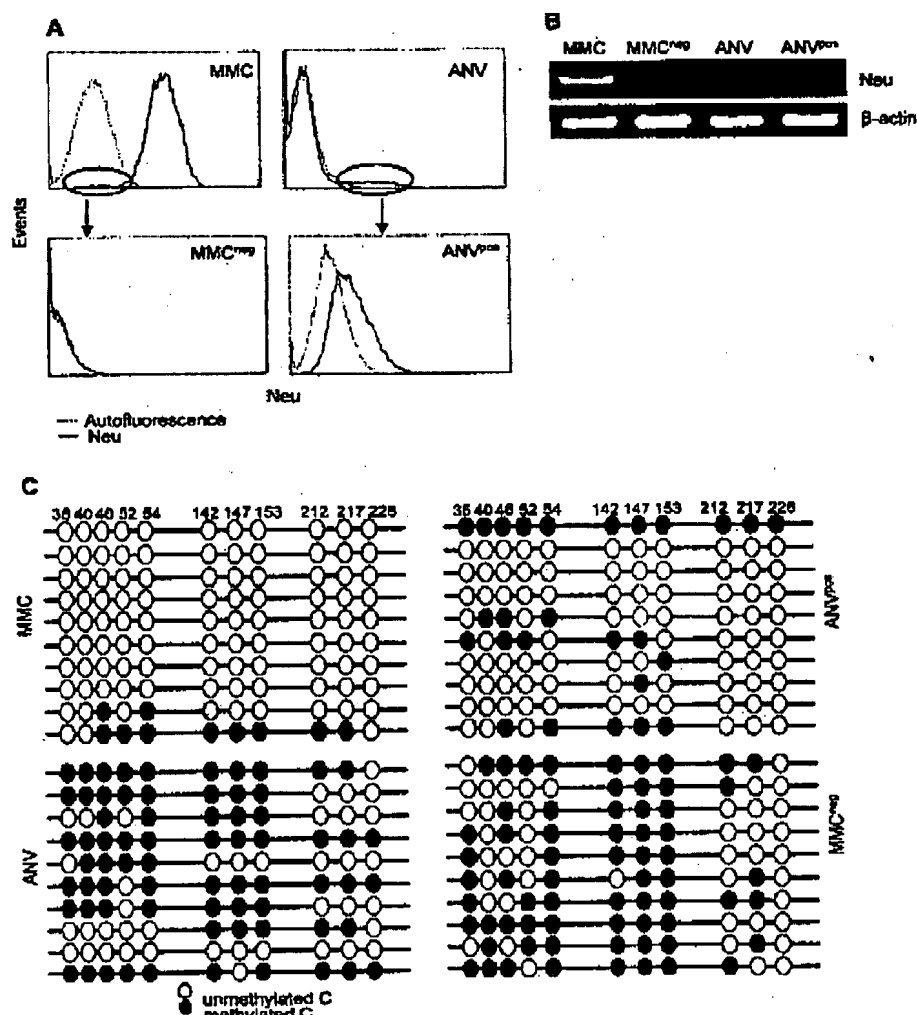 A
MMC
ANV
Events
MMCneg
ANVpos
Neu
Autofluorescence
Neu
B
MMC MMCneg ANV ANVpos
Neu
β-actin
C
35 40 46 52 54 142 147 153 212 217 226
MMC
35 40 46 52 54 142 147 153 212 217 226
ANVpos
ANV
MMCneg
unmethylated C
methylated C